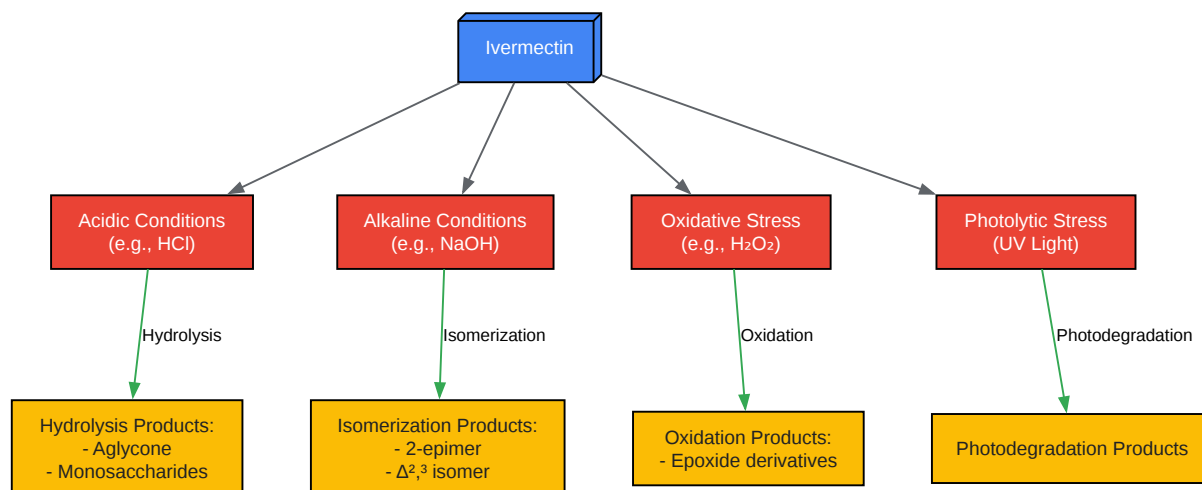 Ivermectin
Acidic Conditions
(e.g., HCl)
Alkaline Conditions
(e.g., NaOH)
Oxidative Stress
(e.g., H₂O₂)
Photolytic Stress
(UV Light)
Hydrolysis
Isomerization
Oxidation
Photodegradation
Hydrolysis Products:
- Aglycone
- Monosaccharides
Isomerization Products:
- 2-epimer
- Δ²,³ isomer
Oxidation Products:
- Epoxide derivatives
Photodegradation Products